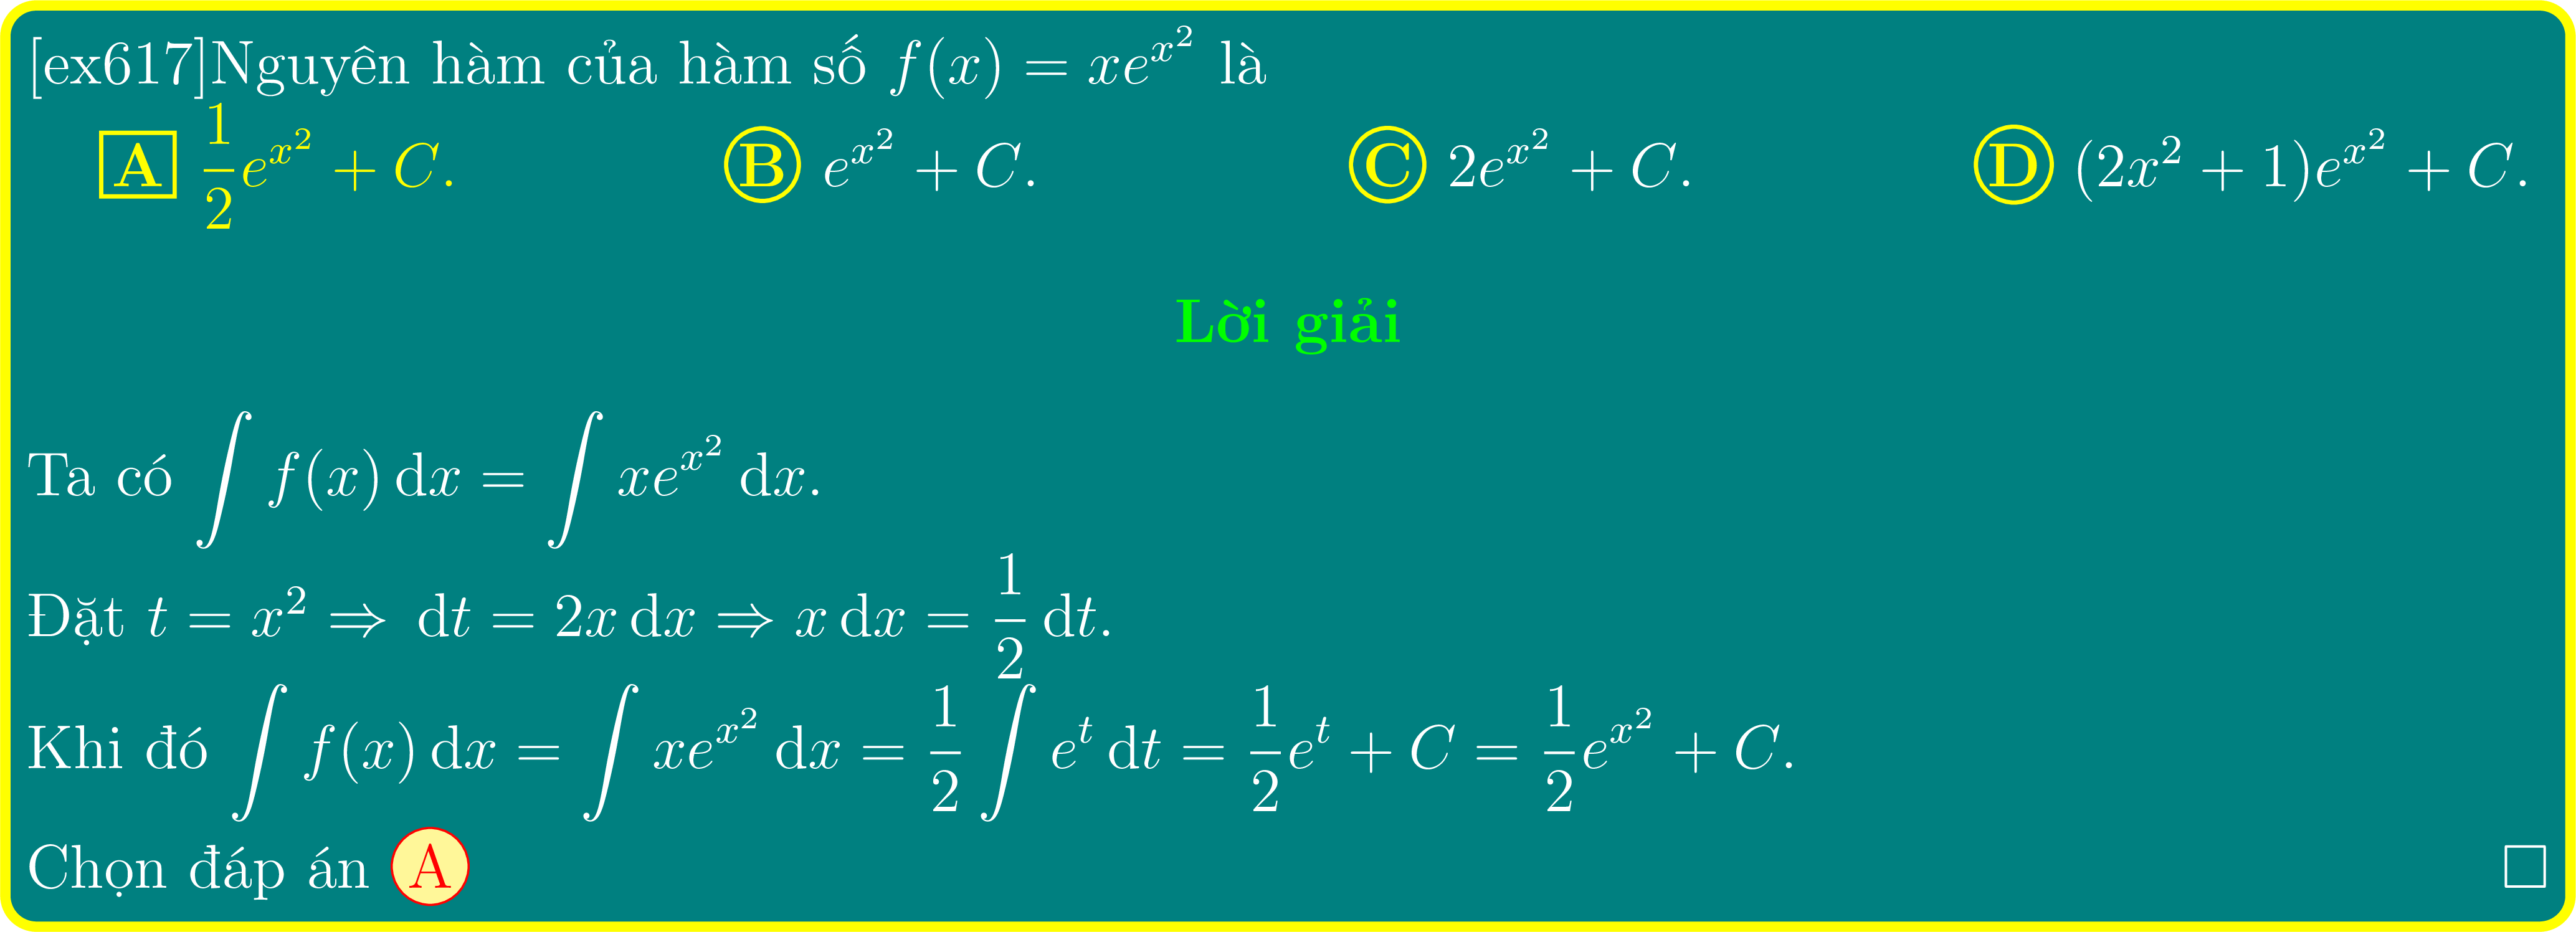 [ex617]Nguyên hàm của hàm số $f(x) = xe^{x^2}$ là
A $\frac{1}{2}e^{x^2} + C.$ B $e^{x^2} + C.$ C $2e^{x^2} + C.$ D $(2x^2 + 1)e^{x^2} + C.$
Lời giải
Ta có $\int f(x)\,\mathrm{d}x = \int xe^{x^2}\,\mathrm{d}x.$
Đặt $t = x^2 \Rightarrow \mathrm{d}t = 2x\,\mathrm{d}x \Rightarrow x\,\mathrm{d}x = \frac{1}{2}\,\mathrm{d}t.$
Khi đó $\int f(x)\,\mathrm{d}x = \int xe^{x^2}\,\mathrm{d}x = \frac{1}{2}\int e^t\,\mathrm{d}t = \frac{1}{2}e^t + C = \frac{1}{2}e^{x^2} + C.$
Chọn đáp án A □